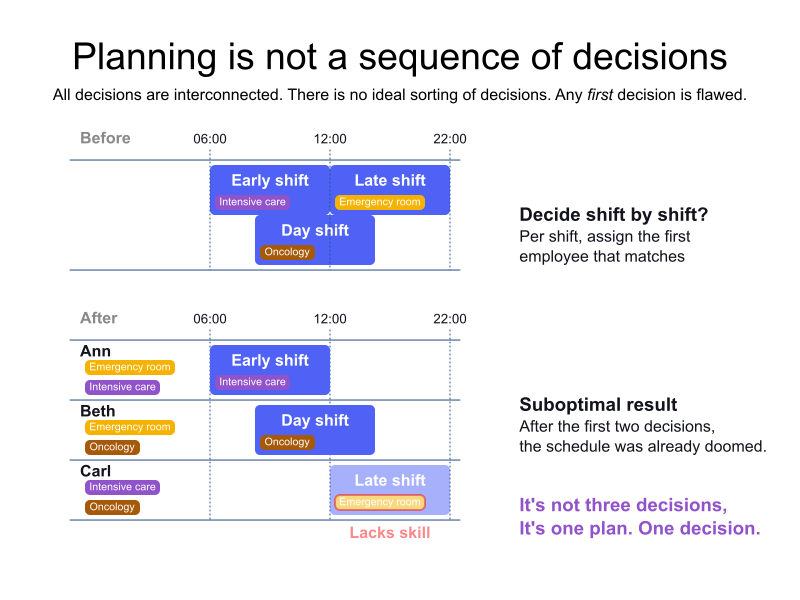 Planning is not a sequence of decisions
All decisions are interconnected. There is no ideal sorting of decisions. Any first decision is flawed.
Before
06:00
12:00
22:00
Early shift
Intensive care
Late shift
Emergency room
Day shift
Oncology
Decide shift by shift?
Per shift, assign the first
employee that matches
After
06:00
12:00
22:00
Ann
Emergency room
Intensive care
Early shift
Intensive care
Beth
Emergency room
Oncology
Day shift
Oncology
Carl
Intensive care
Oncology
Late shift
Emergency room
Lacks skill
Suboptimal result
After the first two decisions,
the schedule was already doomed.
It's not three decisions,
It's one plan. One decision.